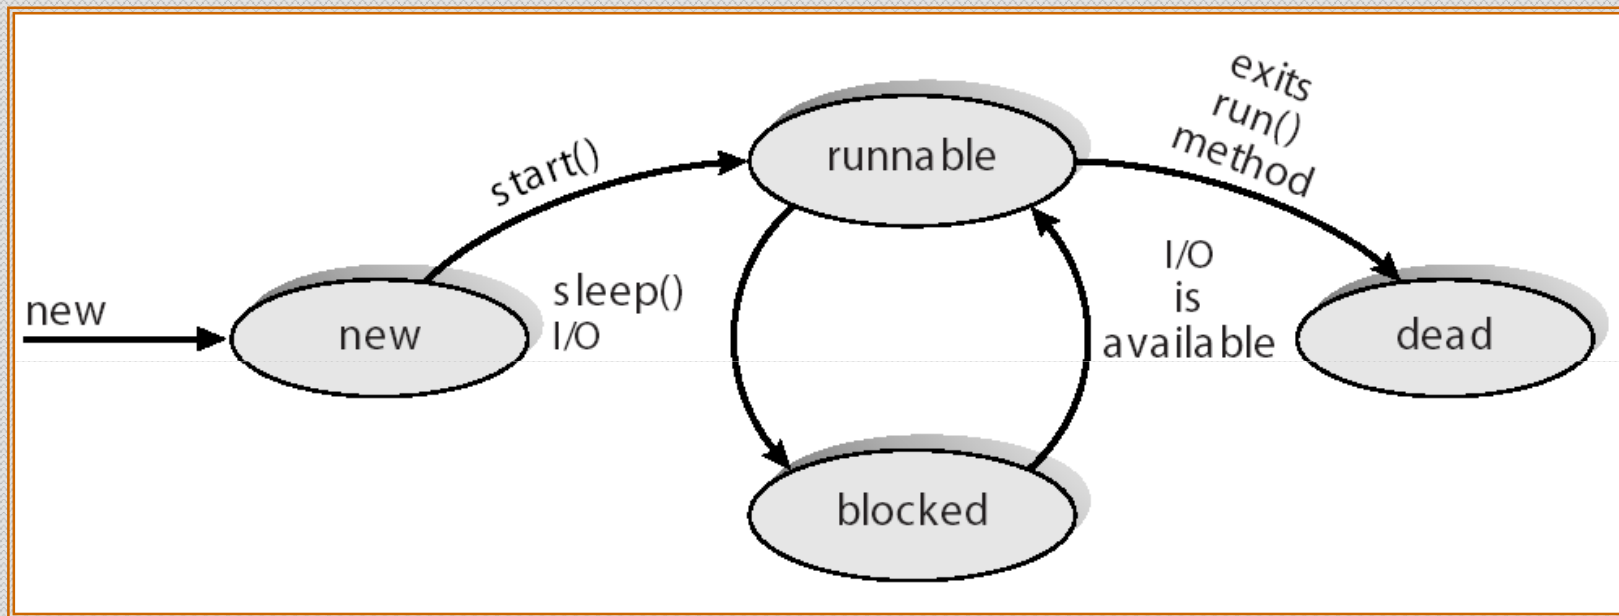 new
new
start()
sleep()
I/O
runnable
blocked
I/O
is
available
exits
run()
method
dead